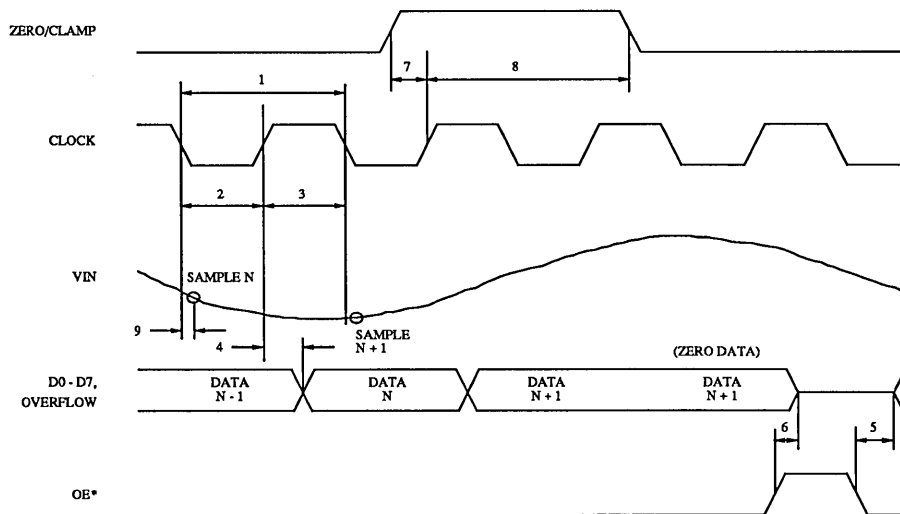 ZERO/CLAMP
7
8
1
CLOCK
2
3
VIN
SAMPLE N
SAMPLE
N + 1
9
4
(ZERO DATA)
D0 - D7,
OVERFLOW
DATA
N - 1
DATA
N
DATA
N + 1
DATA
N + 1
6
5
OE*